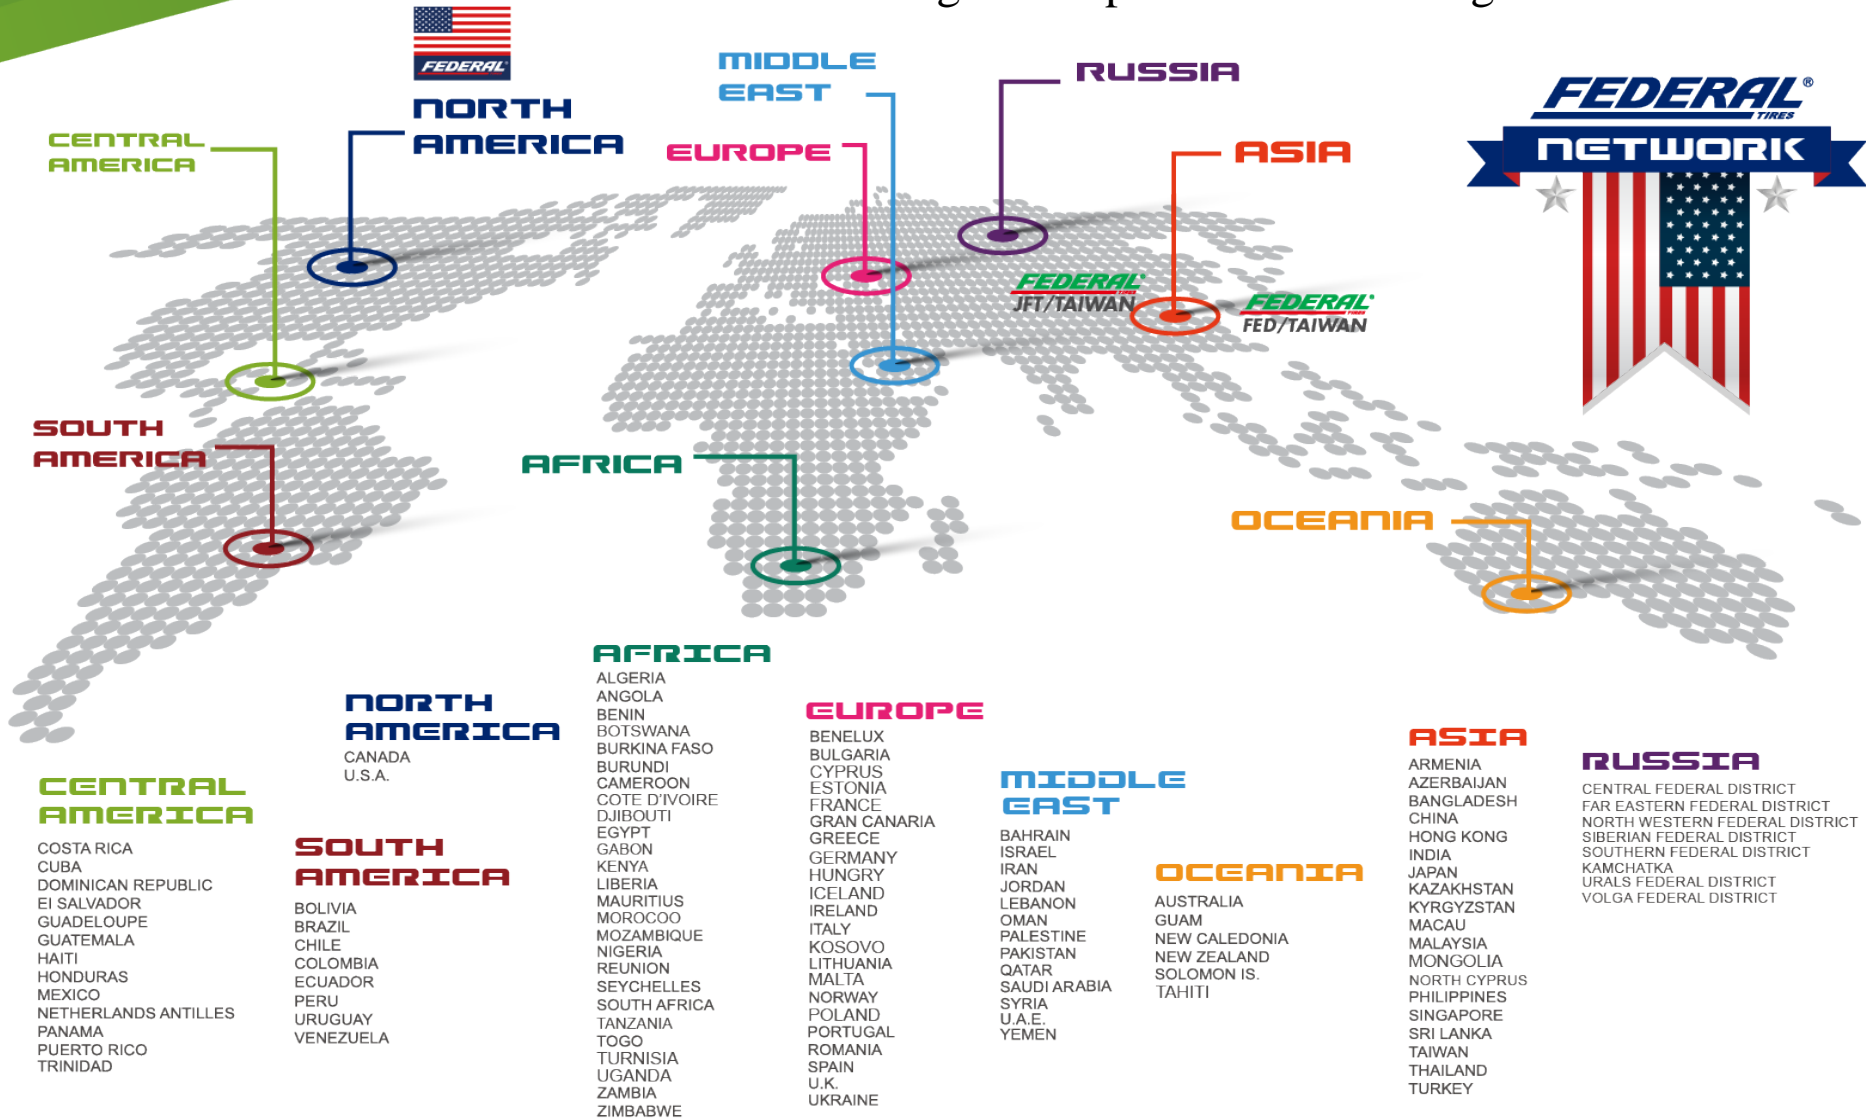 FEDERAL
NORTH
AMERICA
CENTRAL
AMERICA
MIDDLE
EAST
RUSSIA
EUROPE
ASIA
FEDERAL®
TIRES
NETWORK
FEDERAL
JFT/TAIWAN
FEDERAL
FED/TAIWAN
SOUTH
AMERICA
AFRICA
OCEANIA
CENTRAL
AMERICA
COSTA RICA
CUBA
DOMINICAN REPUBLIC
EI SALVADOR
GUADELOUPE
GUATEMALA
HAITI
HONDURAS
MEXICO
NETHERLANDS ANTILLES
PANAMA
PUERTO RICO
TRINIDAD
NORTH
AMERICA
CANADA
U.S.A.
SOUTH
AMERICA
BOLIVIA
BRAZIL
CHILE
COLOMBIA
ECUADOR
PERU
URUGUAY
VENEZUELA
AFRICA
ALGERIA
ANGOLA
BENIN
BOTSWANA
BURKINA FASO
BURUNDI
CAMEROON
COTE D'IVOIRE
DJIBOUTI
EGYPT
GABON
KENYA
LIBERIA
MAURITIUS
MOROCOO
MOZAMBIQUE
NIGERIA
REUNION
SEYCHELLES
SOUTH AFRICA
TANZANIA
TOGO
TURNISIA
UGANDA
ZAMBIA
ZIMBABWE
EUROPE
BENELUX
BULGARIA
CYPRUS
ESTONIA
FRANCE
GRAN CANARIA
GREECE
GERMANY
HUNGRY
ICELAND
IRELAND
ITALY
KOSOVO
LITHUANIA
MALTA
NORWAY
POLAND
PORTUGAL
ROMANIA
SPAIN
U.K.
UKRAINE
MIDDLE
EAST
BAHRAIN
ISRAEL
IRAN
JORDAN
LEBANON
OMAN
PALESTINE
PAKISTAN
QATAR
SAUDI ARABIA
SYRIA
U.A.E.
YEMEN
OCEANIA
AUSTRALIA
GUAM
NEW CALEDONIA
NEW ZEALAND
SOLOMON IS.
TAHITI
ASIA
ARMENIA
AZERBAIJAN
BANGLADESH
CHINA
HONG KONG
INDIA
JAPAN
KAZAKHSTAN
KYRGYZSTAN
MACAU
MALAYSIA
MONGOLIA
NORTH CYPRUS
PHILIPPINES
SINGAPORE
SRI LANKA
TAIWAN
THAILAND
TURKEY
RUSSIA
CENTRAL FEDERAL DISTRICT
FAR EASTERN FEDERAL DISTRICT
NORTH WESTERN FEDERAL DISTRICT
SIBERIAN FEDERAL DISTRICT
SOUTHERN FEDERAL DISTRICT
KAMCHATKA
URALS FEDERAL DISTRICT
VOLGA FEDERAL DISTRICT